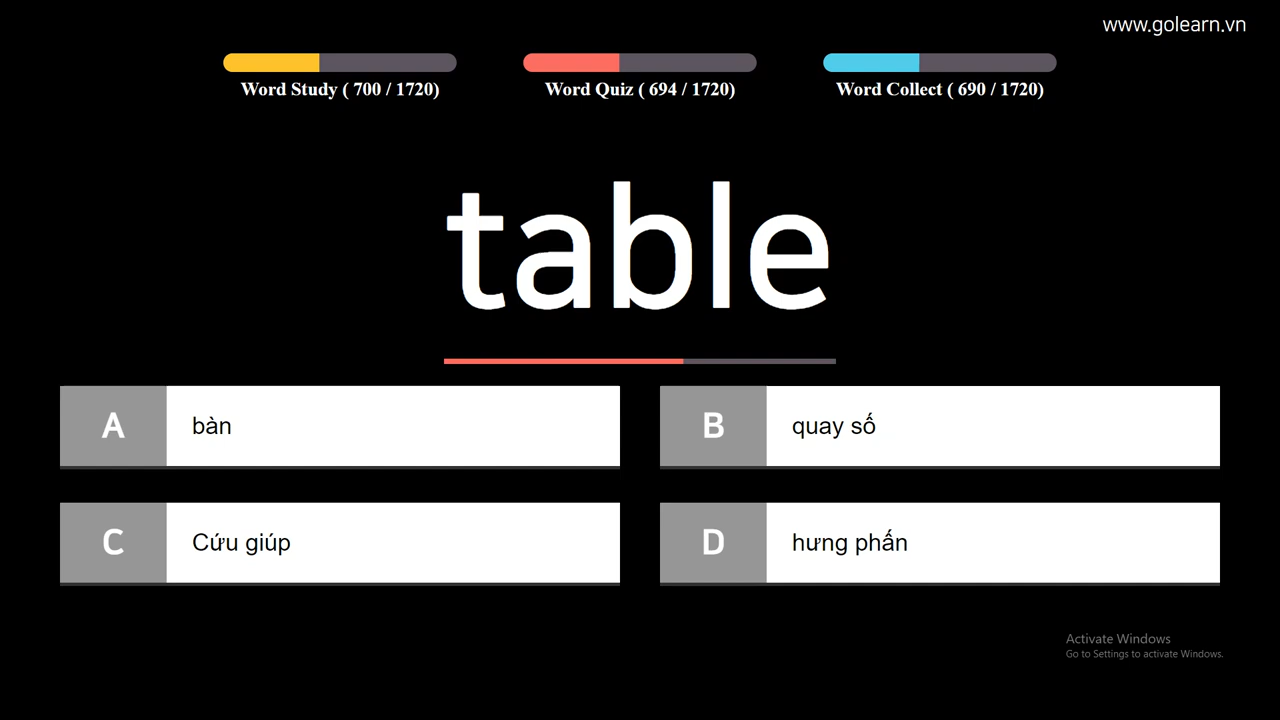 www.golearn.vn
Word Study ( 700 / 1720)
Word Quiz ( 694 / 1720)
Word Collect ( 690 / 1720)
table
A bàn
B quay số
C Cứu giúp
D hưng phấn
Activate Windows
Go to Settings to activate Windows.